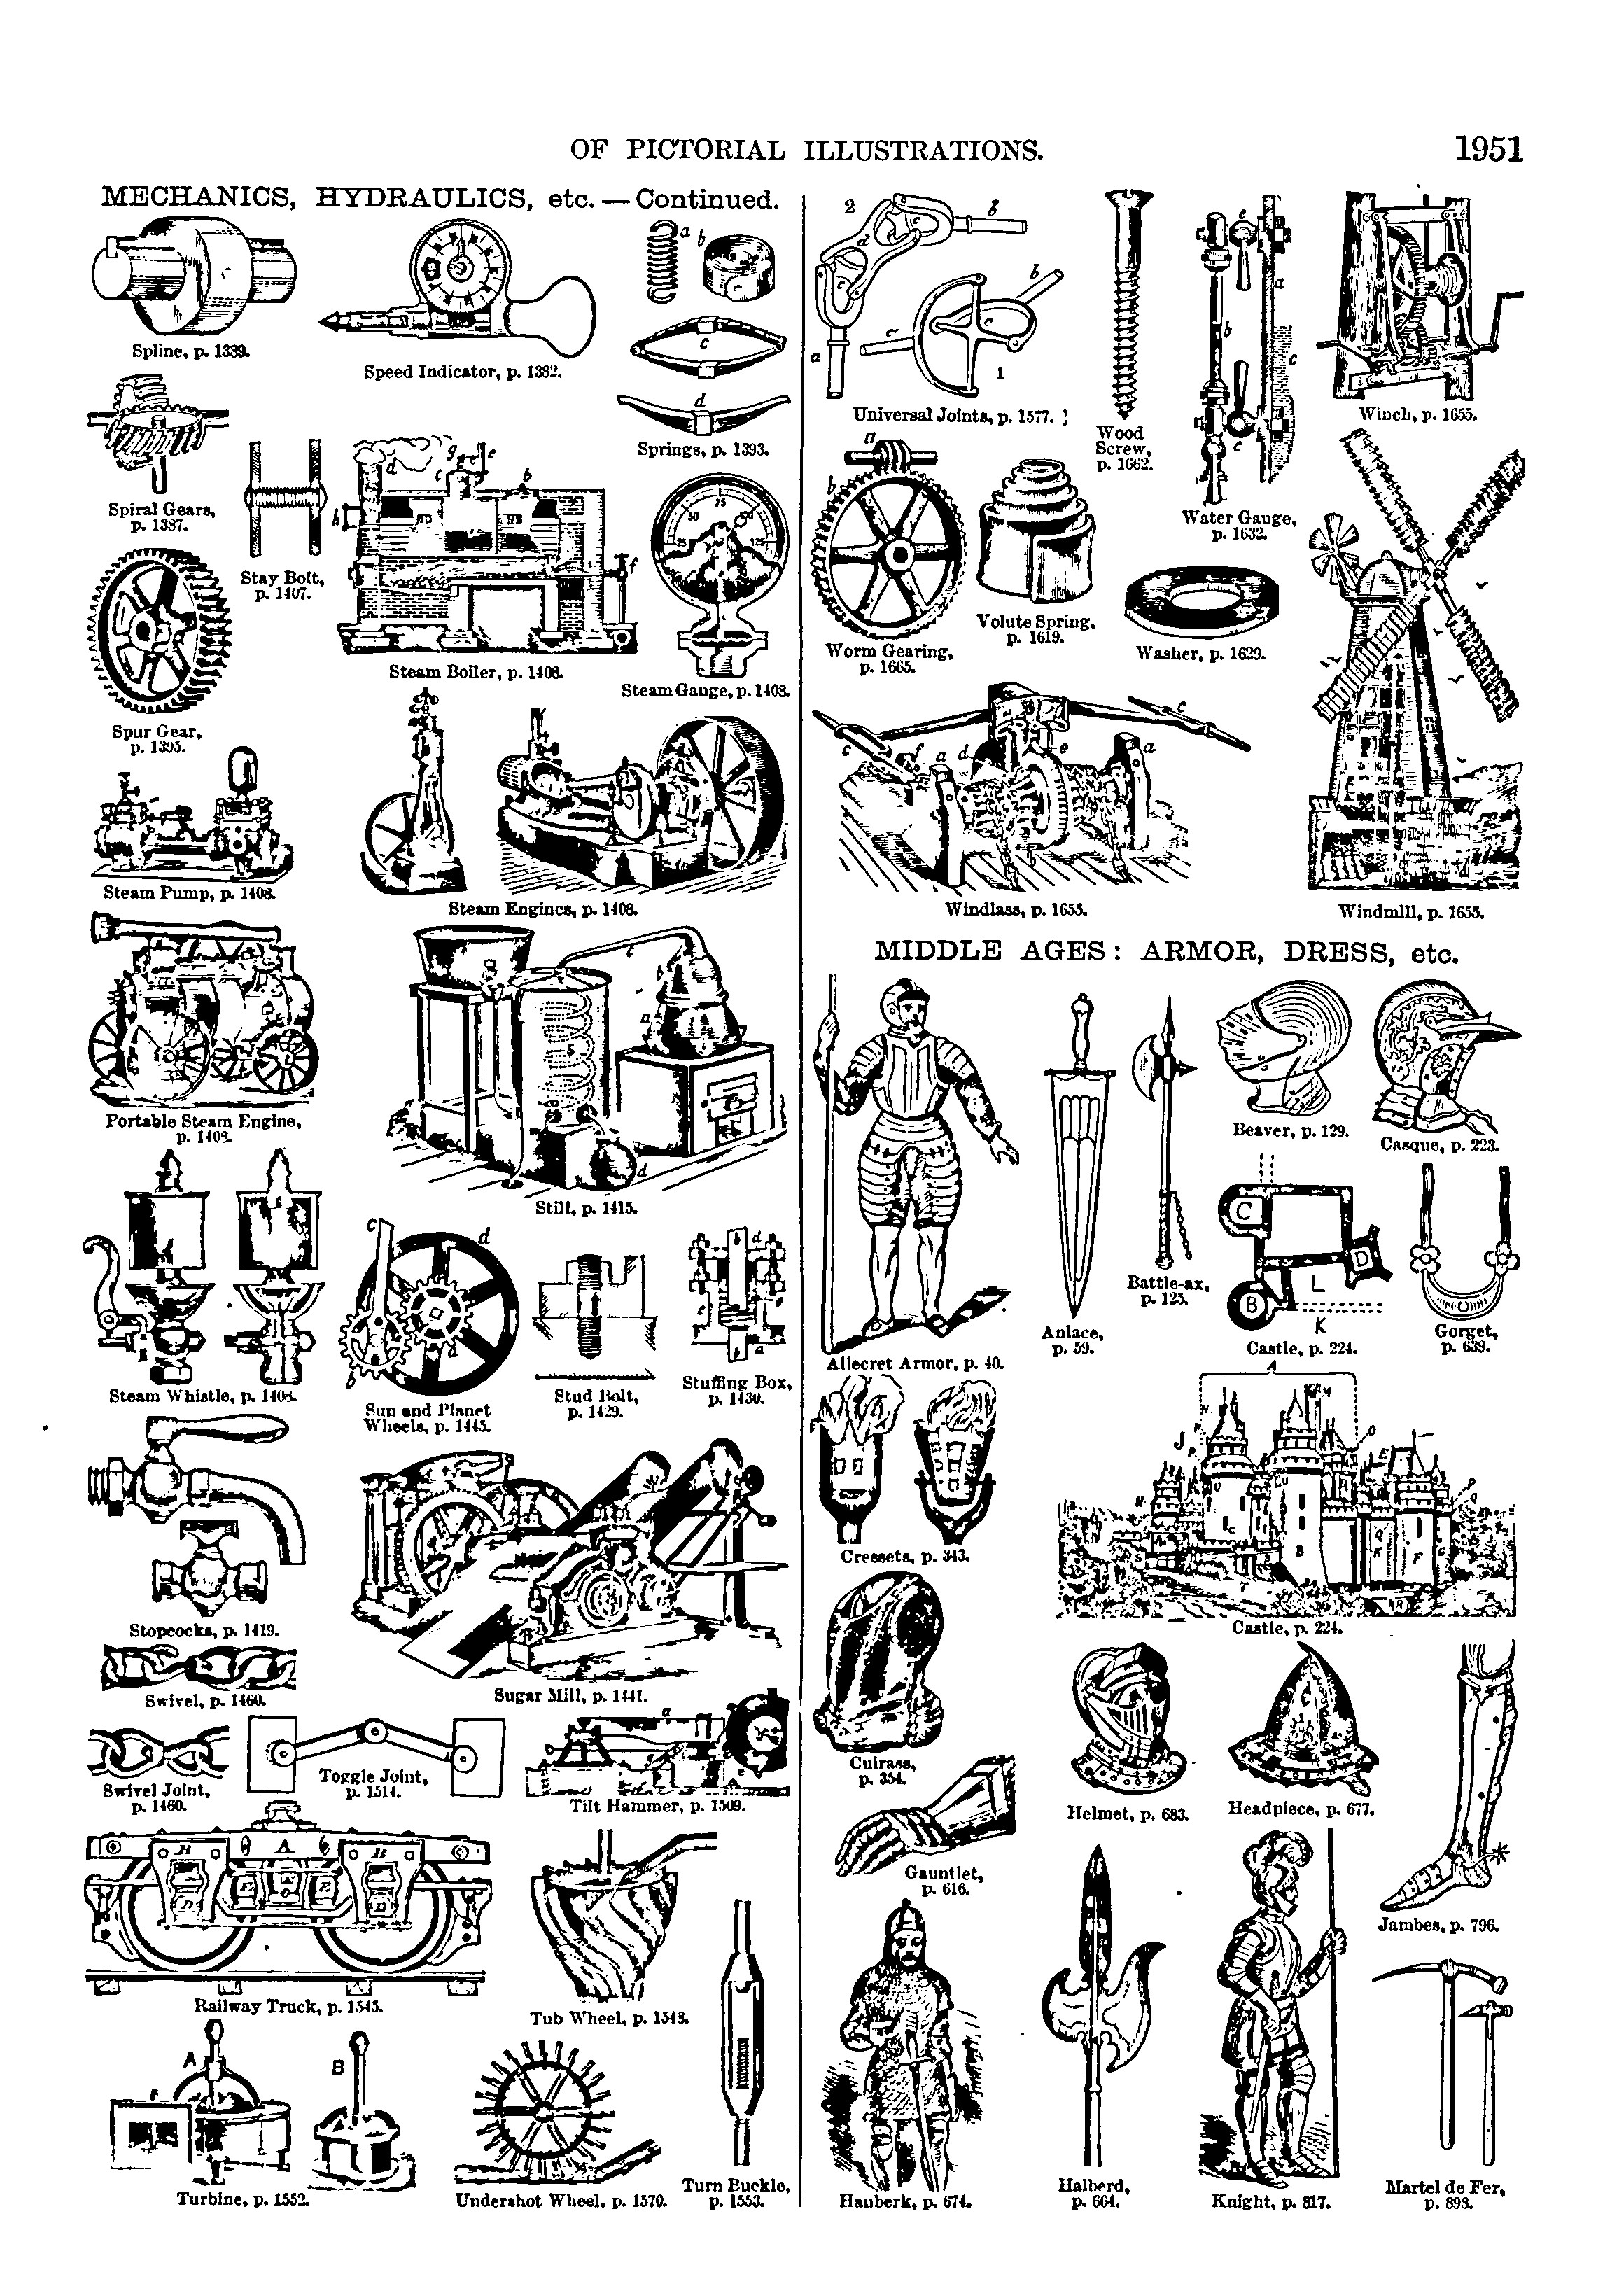 OF PICTORIAL ILLUSTRATIONS.
1951
MECHANICS, HYDRAULICS, etc. — Continued.
Spline, p. 1389.
Speed Indicator, p. 1382.
a
b
c
d
Springs, p. 1393.
Spiral Gears,
p. 1387.
Stay Bolt,
p. 1407.
d
g
e
c
b
h
f
Steam Boiler, p. 1408.
25
50
75
100
125
Steam Gauge, p. 1408.
Spur Gear,
p. 1395.
Steam Pump, p. 1408.
Steam Engines, p. 1408.
Portable Steam Engine,
p. 1408.
c
b
a
d
Still, p. 1415.
Steam Whistle, p. 1408.
c
d
a
b
Sun and Planet
Wheels, p. 1445.
Stud Bolt,
p. 1429.
b
d
c
b
a
Stuffing Box,
p. 1430.
Stopcocks, p. 1419.
Swivel, p. 1460.
Sugar Mill, p. 1441.
Swivel Joint,
p. 1460.
Toggle Joint,
p. 1514.
a
Tilt Hammer, p. 1509.
B
A
B
Railway Truck, p. 1545.
Tub Wheel, p. 1548.
A
B
Turbine, p. 1552.
Undershot Wheel, p. 1570.
Turn Buckle,
p. 1553.
2
b
d
a
b
c
c
1
Universal Joints, p. 1577.
Wood
Screw,
p. 1662.
c
a
b
c
c
Water Gauge,
p. 1632.
Winch, p. 1655.
a
b
Worm Gearing,
p. 1665.
Volute Spring,
p. 1619.
Washer, p. 1629.
c
c
f
a
d
e
a
Windlass, p. 1655.
Windmill, p. 1655.
MIDDLE AGES: ARMOR, DRESS, etc.
Allecret Armor, p. 40.
Anlace,
p. 59.
Battle-ax,
p. 125.
Beaver, p. 129.
Casque, p. 223.
C
D
L
B
K
Castle, p. 224.
Gorget,
p. 639.
Cressets, p. 343.
A
J
E
B
F
Castle, p. 224.
Cuirass,
p. 354.
Gauntlet,
p. 616.
Helmet, p. 683.
Headpiece, p. 677.
Jambes, p. 796.
Hauberk, p. 674.
Halberd,
p. 664.
Knight, p. 817.
Martel de Fer,
p. 898.